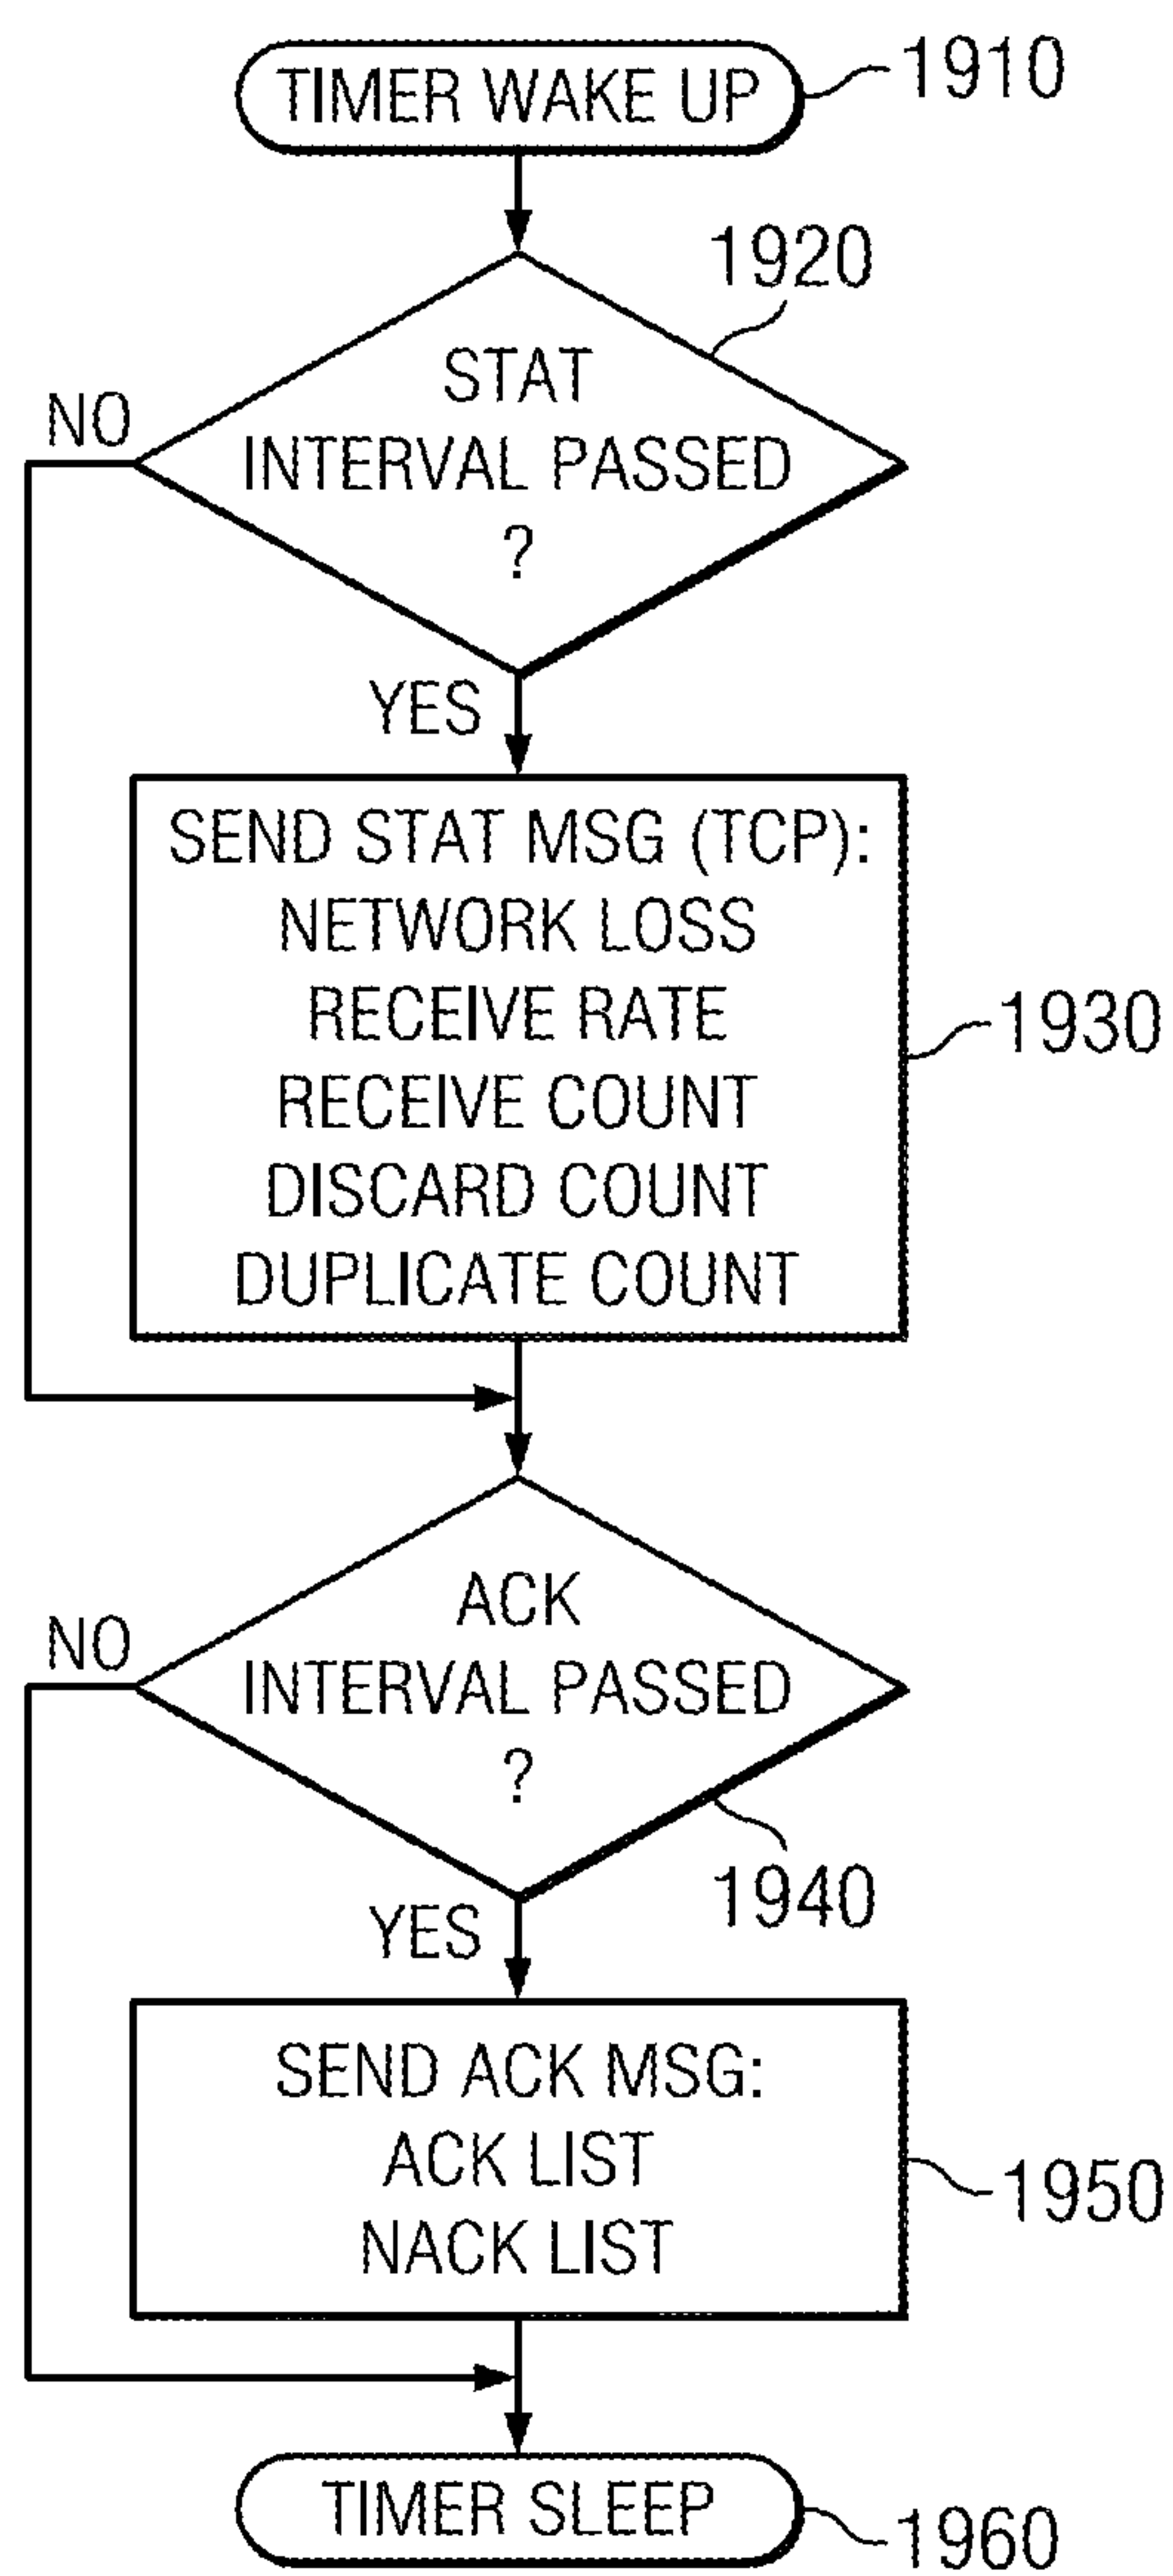 TIMER WAKE UP
1910
1920
STAT
INTERVAL PASSED
?
NO
YES
SEND STAT MSG (TCP):
NETWORK LOSS
RECEIVE RATE
RECEIVE COUNT
DISCARD COUNT
DUPLICATE COUNT
1930
ACK
INTERVAL PASSED
?
NO
1940
YES
SEND ACK MSG:
ACK LIST
NACK LIST
1950
TIMER SLEEP
1960